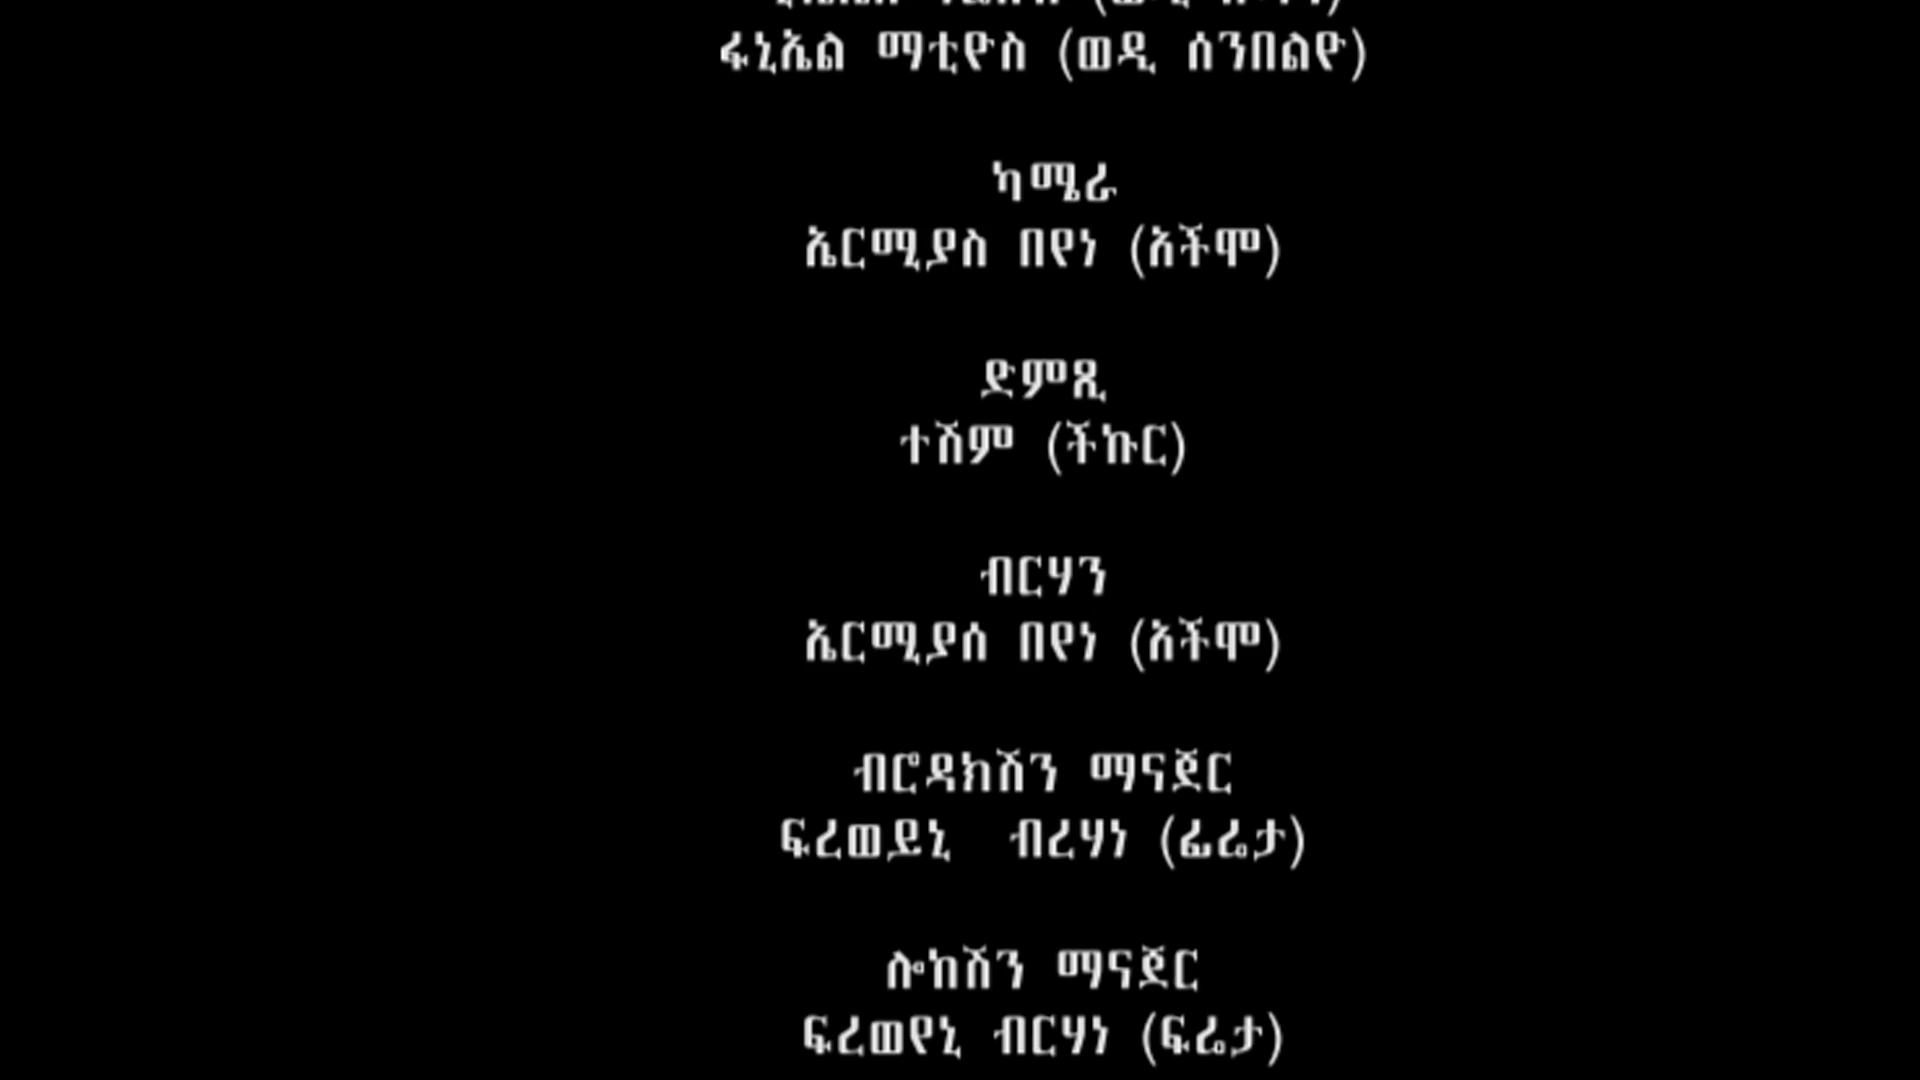 ፋኒኤል ማቲዮስ (ወዲ ሰንበልዮ)
ካሜራ
ኤርሚያስ በየነ (አችሞ)
ድምጺ
ተሽም (ችኩር)
ብርሃን
ኤርሚያሰ በየነ (አችሞ)
ብሮዳክሽን ማናጀር
ፍረወይኒ ብረሃነ (ፊሬታ)
ሎከሽን ማናጀር
ፍረወየኒ ብርሃነ (ፍሬታ)